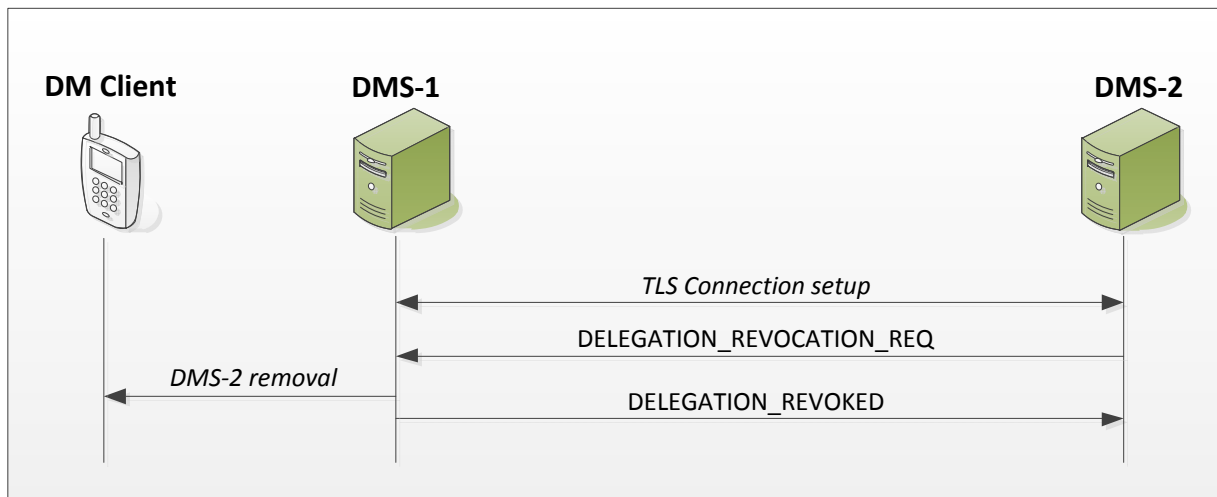 DM Client
DMS-1
DMS-2
TLS Connection setup
DELEGATION_REVOCATION_REQ
DMS-2 removal
DELEGATION_REVOKED